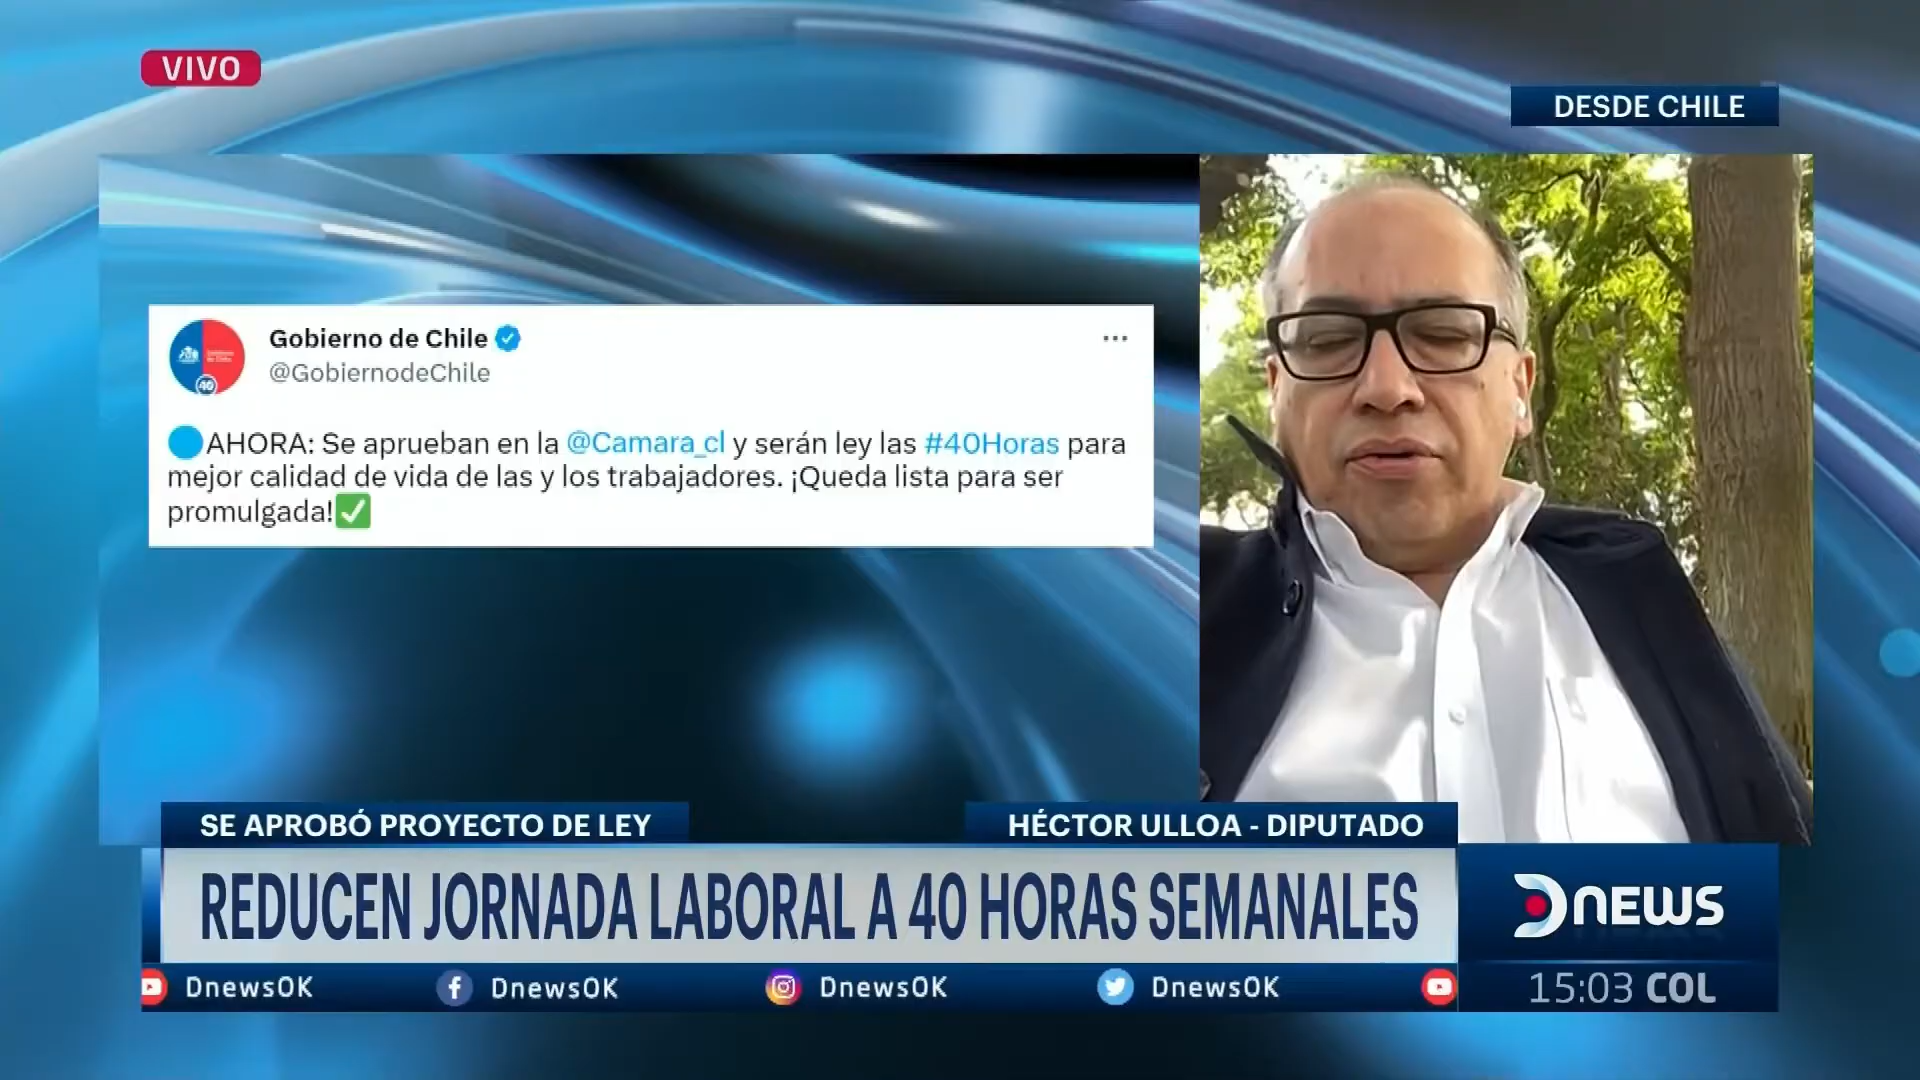 VIVO
DESDE CHILE
Gobierno de Chile
@GobiernodeChile
AHORA: Se aprueban en la @Camara_cl y serán ley las #40Horas para
mejor calidad de vida de las y los trabajadores. ¡Queda lista para ser
promulgada!
40
SE APROBÓ PROYECTO DE LEY
HÉCTOR ULLOA - DIPUTADO
REDUCEN JORNADA LABORAL A 40 HORAS SEMANALES
DNEWS
DnewsOK
DnewsOK
DnewsOK
DnewsOK
15:03 COL